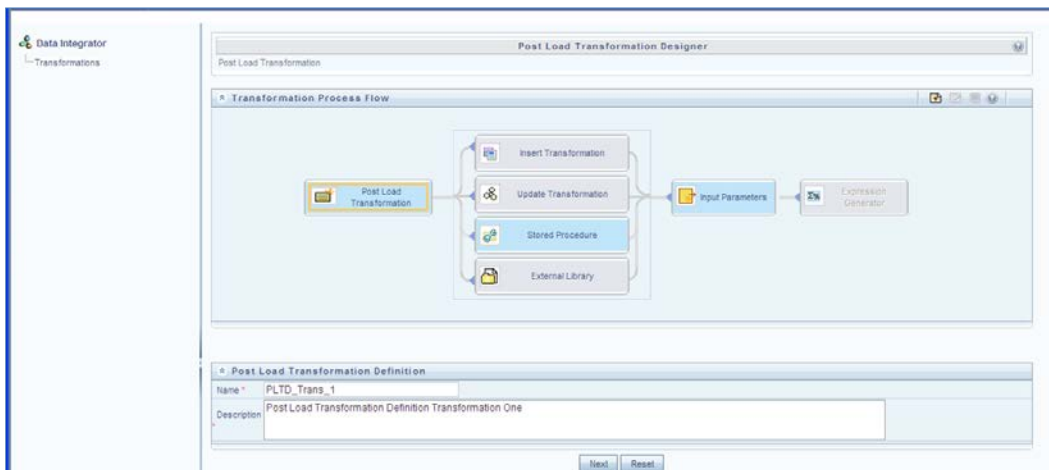 Data Integrator
Transformations
Post Load Transformation Designer
Post Load Transformation
Transformation Process Flow
Insert Transformation
Post Load
Transformation
Update Transformation
Input Parameters
Expression
Generator
Stored Procedure
External Library
Post Load Transformation Definition
Name *
PLTD_Trans_1
Description
*
Post Load Transformation Definition Transformation One
Next
Reset